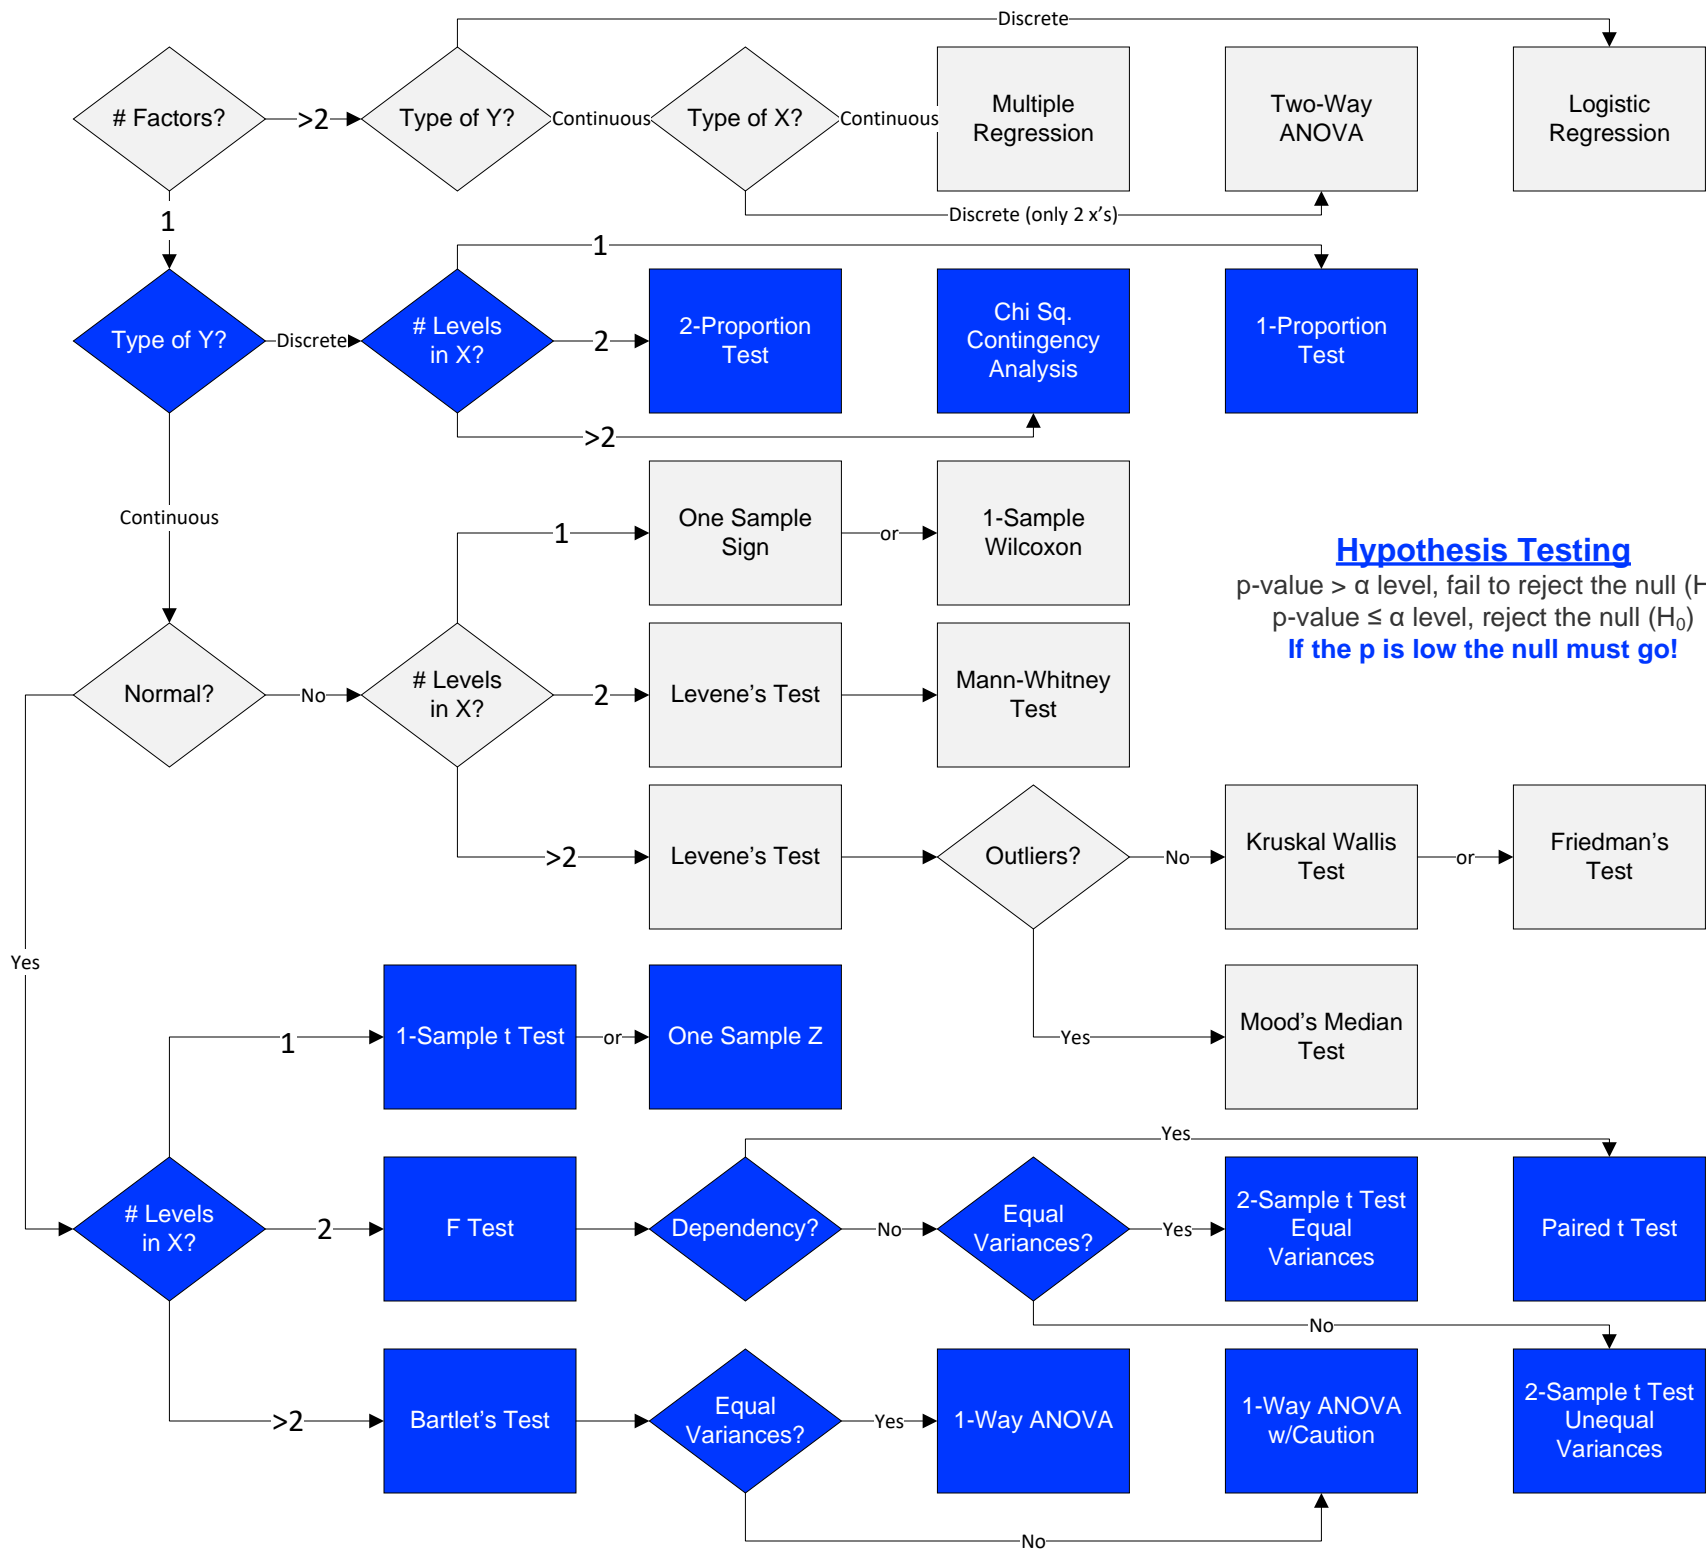 Discrete
# Factors?
>2
Type of Y?
Continuous
Type of X?
Continuous
Multiple
Regression
Two-Way
ANOVA
Logistic
Regression
Discrete (only 2 x's)
1
1
Type of Y?
Discrete
# Levels
in X?
2
2-Proportion
Test
Chi Sq.
Contingency
Analysis
1-Proportion
Test
>2
Continuous
1
One Sample
Sign
or
1-Sample
Wilcoxon
Hypothesis Testing
p-value > α level, fail to reject the null (H
p-value ≤ α level, reject the null (H₀)
If the p is low the null must go!
Normal?
No
# Levels
in X?
2
Levene's Test
Mann-Whitney
Test
>2
Levene's Test
Outliers?
No
Kruskal Wallis
Test
or
Friedman's
Test
Yes
Yes
Mood's Median
Test
1
1-Sample t Test
or
One Sample Z
Yes
# Levels
in X?
2
F Test
Dependency?
No
Equal
Variances?
Yes
2-Sample t Test
Equal
Variances
Paired t Test
No
>2
Bartlet's Test
Equal
Variances?
Yes
1-Way ANOVA
1-Way ANOVA
w/Caution
2-Sample t Test
Unequal
Variances
No